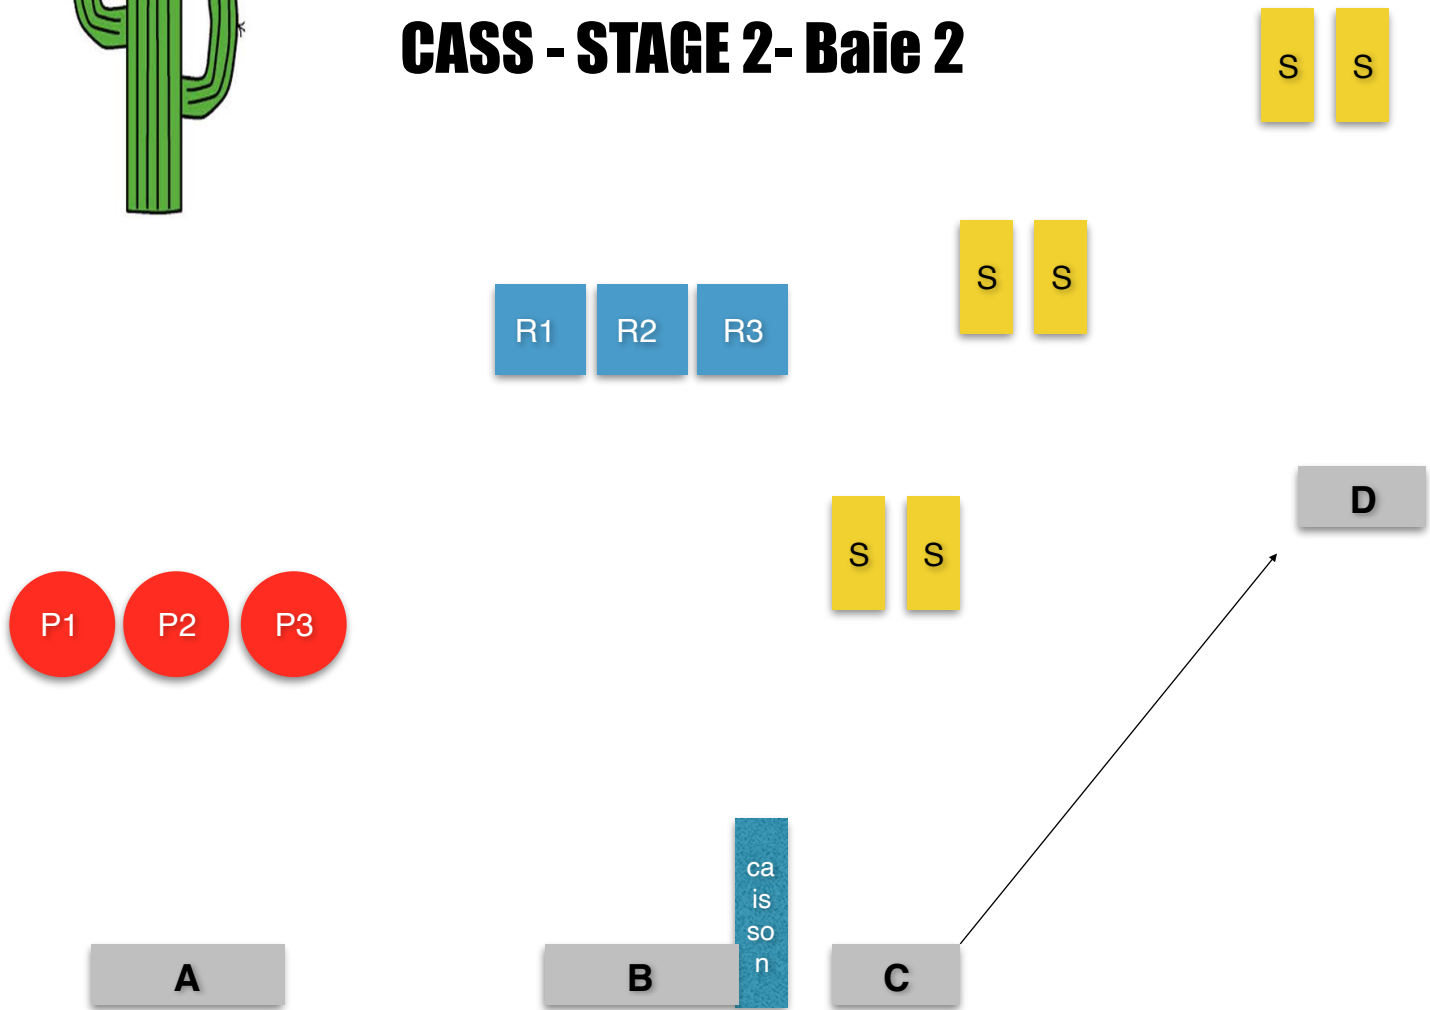 CASS - STAGE 2- Baie 2
S S
S S
R1 R2 R3
D
S S
P1 P2 P3
ca
is
so
n
A B C